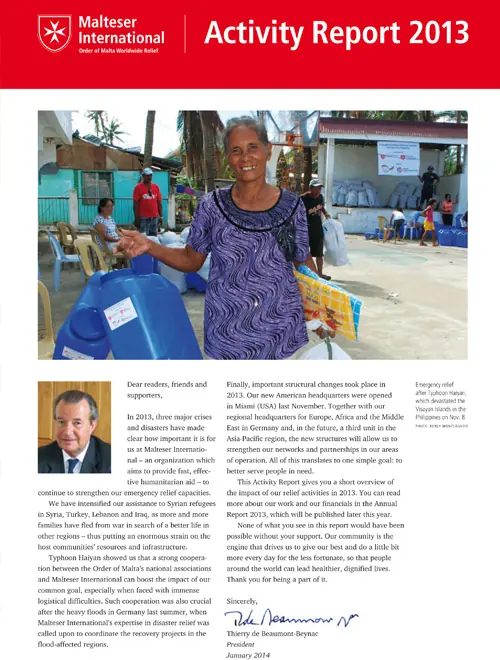 Malteser
International
Order of Malta Worldwide Relief
Activity Report 2013
Dear readers, friends and
supporters,
In 2013, three major crises
and disasters have made
clear how important it is for
us at Malteser Internatio-
nal – an organization which
aims to provide fast, effec-
tive humanitarian aid – to
continue to strengthen our emergency relief capacities.
We have intensified our assistance to Syrian refugees
in Syria, Turkey, Lebanon and Iraq, as more and more
families have fled from war in search of a better life in
other regions – thus putting an enormous strain on the
host communities' resources and infrastructure.
Typhoon Haiyan showed us that a strong coopera-
tion between the Order of Malta's national associations
and Malteser International can boost the impact of our
common goal, especially when faced with immense
logistical difficulties. Such cooperation was also crucial
after the heavy floods in Germany last summer, when
Malteser International's expertise in disaster relief was
called upon to coordinate the recovery projects in the
flood-affected regions.
Finally, important structural changes took place in
2013. Our new American headquarters were opened
in Miami (USA) last November. Together with our
regional headquarters for Europe, Africa and the Middle
East in Germany and, in the future, a third unit in the
Asia-Pacific region, the new structures will allow us to
strengthen our networks and partnerships in our areas
of operation. All of this translates to one simple goal: to
better serve people in need.
This Activity Report gives you a short overview of
the impact of our relief activities in 2013. You can read
more about our work and our financials in the Annual
Report 2013, which will be published later this year.
None of what you see in this report would have been
possible without your support. Our community is the
engine that drives us to give our best and do a little bit
more every day for the less fortunate, so that people
around the world can lead healthier, dignified lives.
Thank you for being a part of it.
Sincerely,
Thierry de Beaumont-Beynac
President
January 2014
Emergency relief
after Typhoon Haiyan,
which devastated the
Visayan Islands in the
Philippines on Nov. 8.